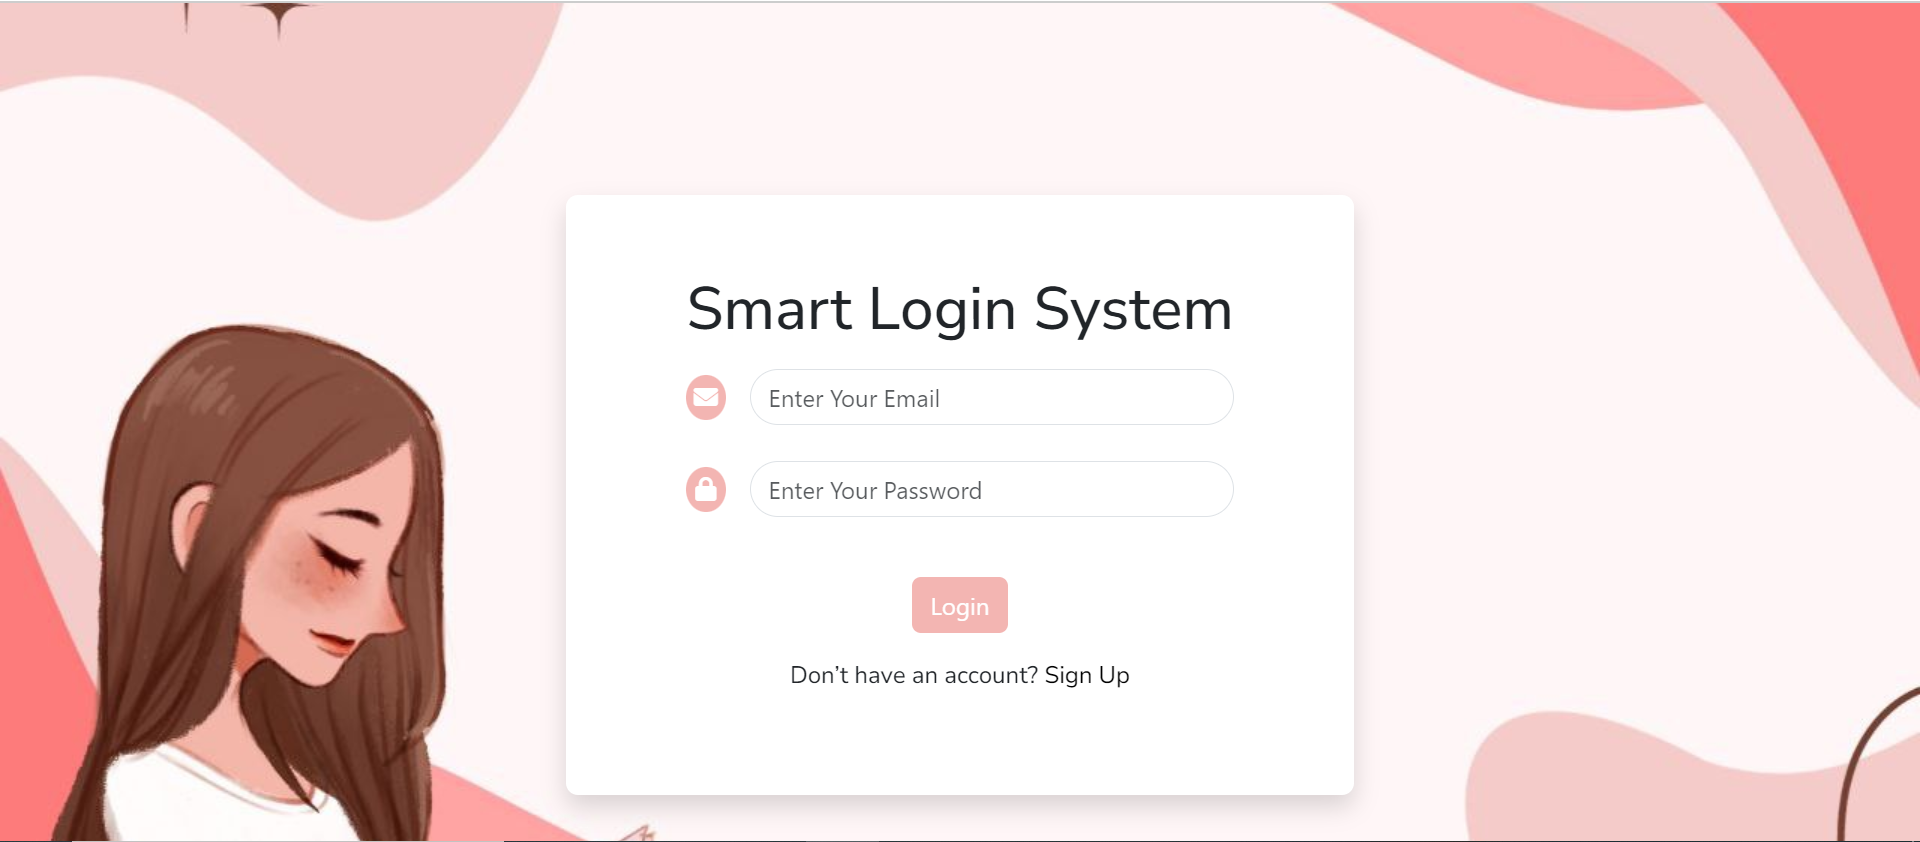 Smart Login System
Enter Your Email
Enter Your Password
Login
Don’t have an account? Sign Up